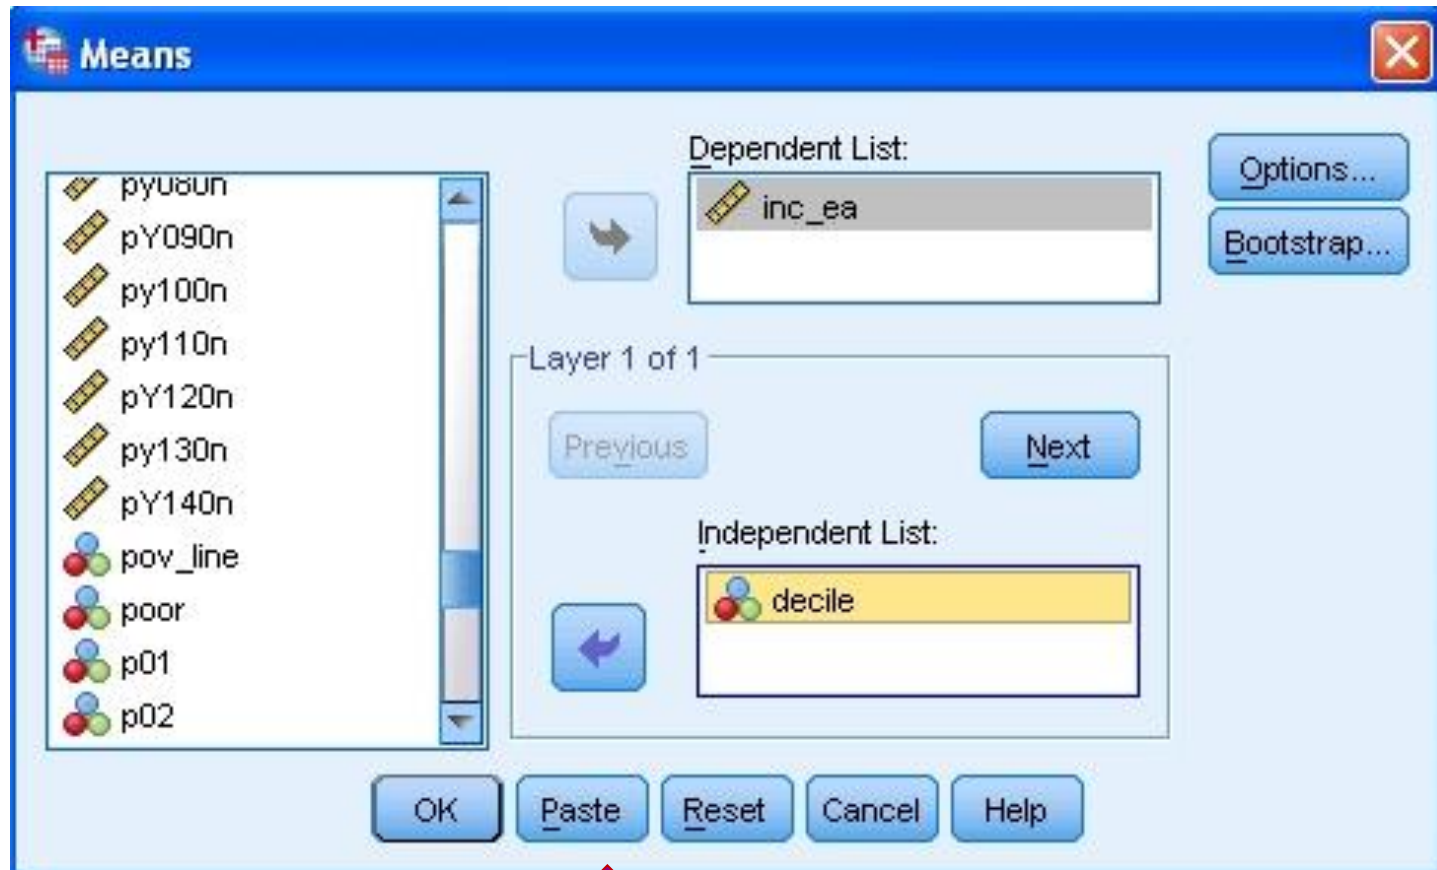 Means
py080n
pY090n
py100n
py110n
pY120n
py130n
pY140n
pov_line
poor
p01
p02
Dependent List:
inc_ea
Options...
Bootstrap...
Layer 1 of 1
Previous
Next
Independent List:
decile
OK
Paste
Reset
Cancel
Help